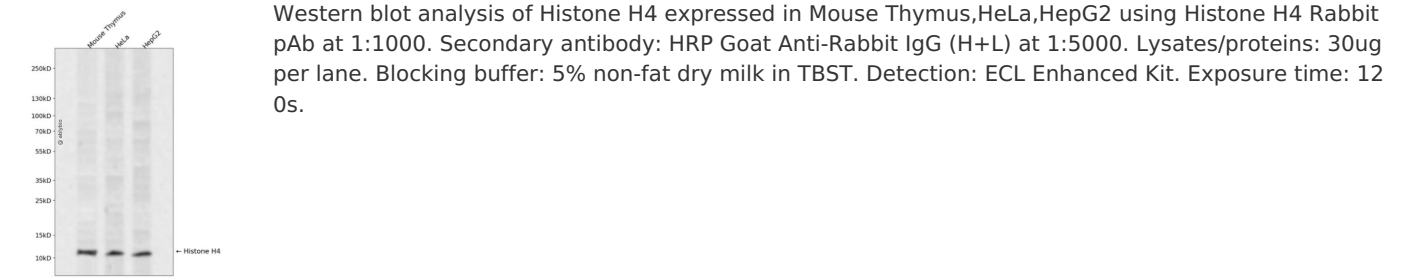 Mouse Thymus
HeLa
HepG2
250kD
130kD
100kD
70kD
55kD
35kD
25kD
15kD
10kD
@ ablybio
← Histone H4
Western blot analysis of Histone H4 expressed in Mouse Thymus,HeLa,HepG2 using Histone H4 Rabbit
pAb at 1:1000. Secondary antibody: HRP Goat Anti-Rabbit IgG (H+L) at 1:5000. Lysates/proteins: 30ug
per lane. Blocking buffer: 5% non-fat dry milk in TBST. Detection: ECL Enhanced Kit. Exposure time: 12
0s.